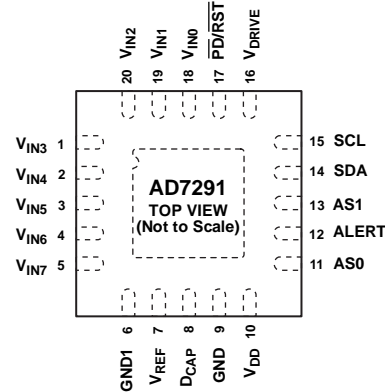 VIN2
VIN1
VIN0
PD/RST
VDRIVE
20
19
18
17
16
VIN3 1
VIN4 2
VIN5 3
VIN6 4
VIN7 5
AD7291
TOP VIEW
(Not to Scale)
15 SCL
14 SDA
13 AS1
12 ALERT
11 AS0
6
7
8
9
10
GND1
VREF
DCAP
GND
VDD